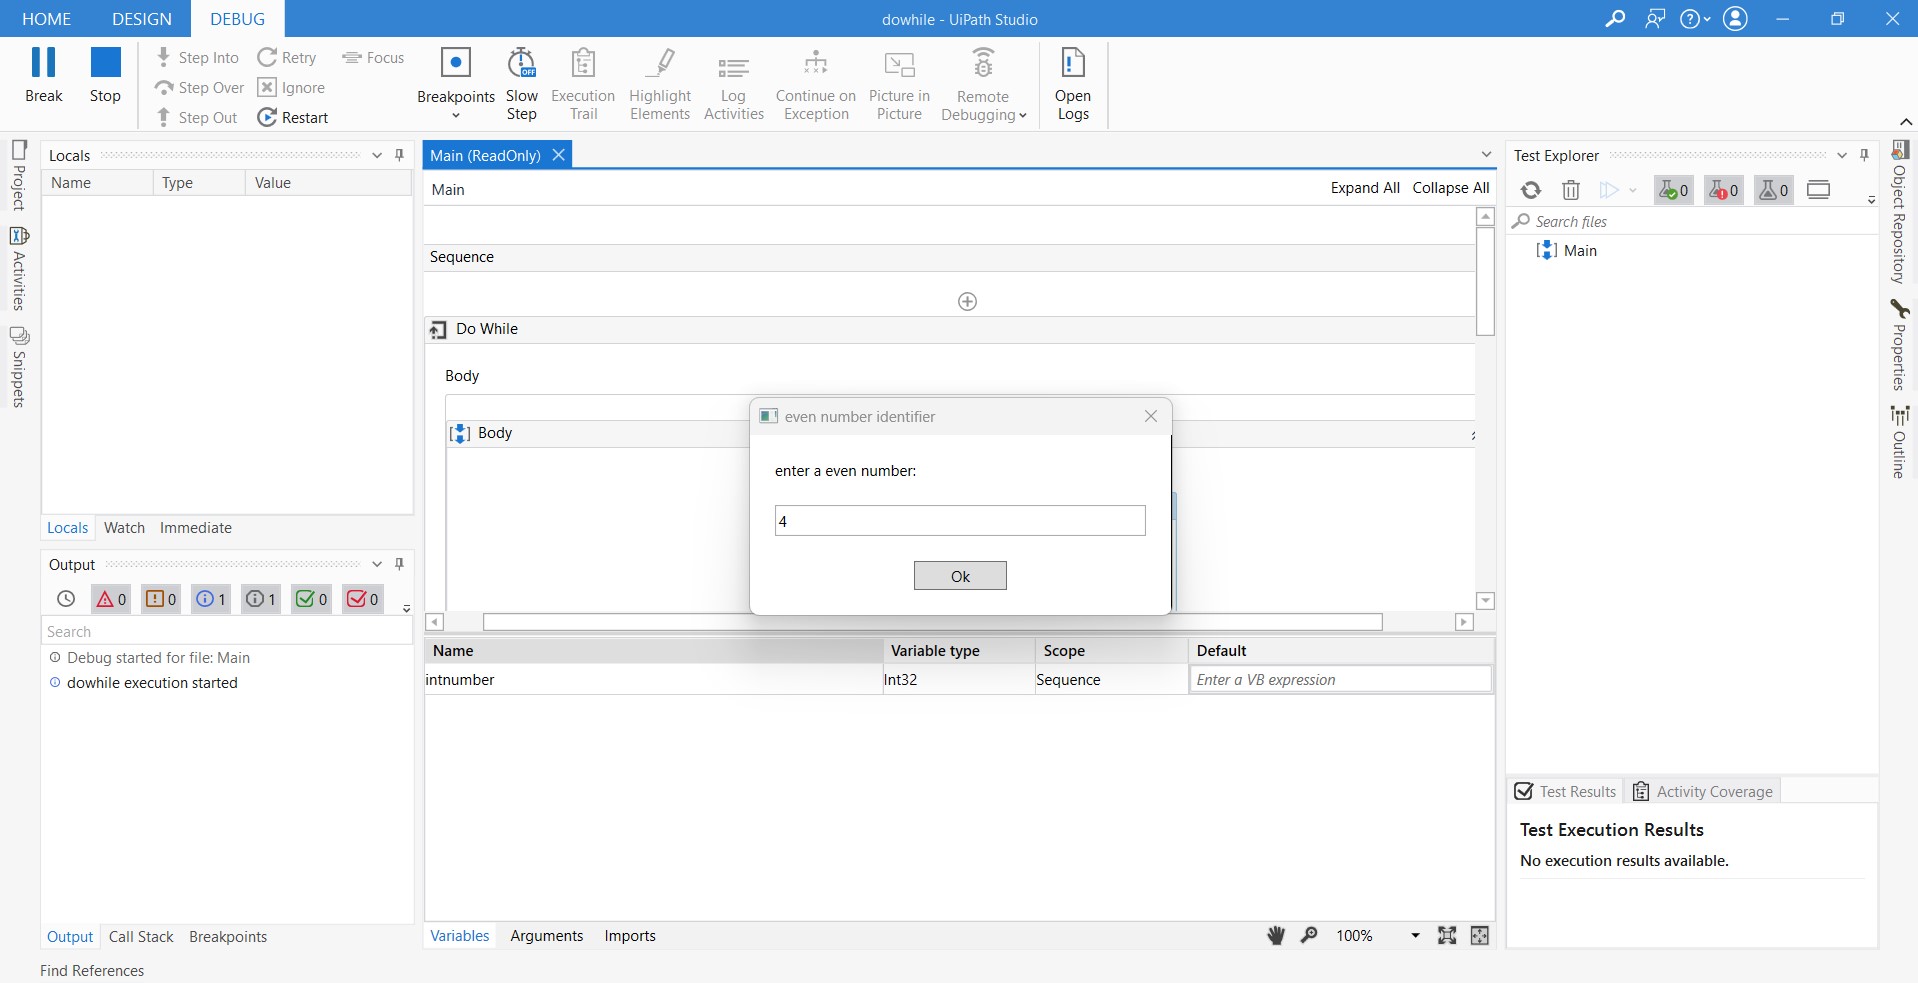 HOME DESIGN DEBUG dowhile - UiPath Studio
Break Stop Step Into Step Over Step Out Retry Ignore Restart Focus
Breakpoints Slow Step Execution Trail Highlight Elements Log Activities Continue on Exception Picture in Picture Remote Debugging Open Logs
Project
Activities
Snippets
Locals
Name Type Value
Locals Watch Immediate
Output
0 0 1 1 0 0
Search
Debug started for file: Main
dowhile execution started
Output Call Stack Breakpoints
Find References
Main (ReadOnly)
Main Expand All Collapse All
Sequence
Do While
Body
Body
even number identifier
enter a even number:
4
Ok
Name Variable type Scope Default
intnumber Int32 Sequence Enter a VB expression
Variables Arguments Imports 100%
Test Explorer
0 0 0
Search files
Main
Test Results Activity Coverage
Test Execution Results
No execution results available.
Object Repository
Properties
Outline